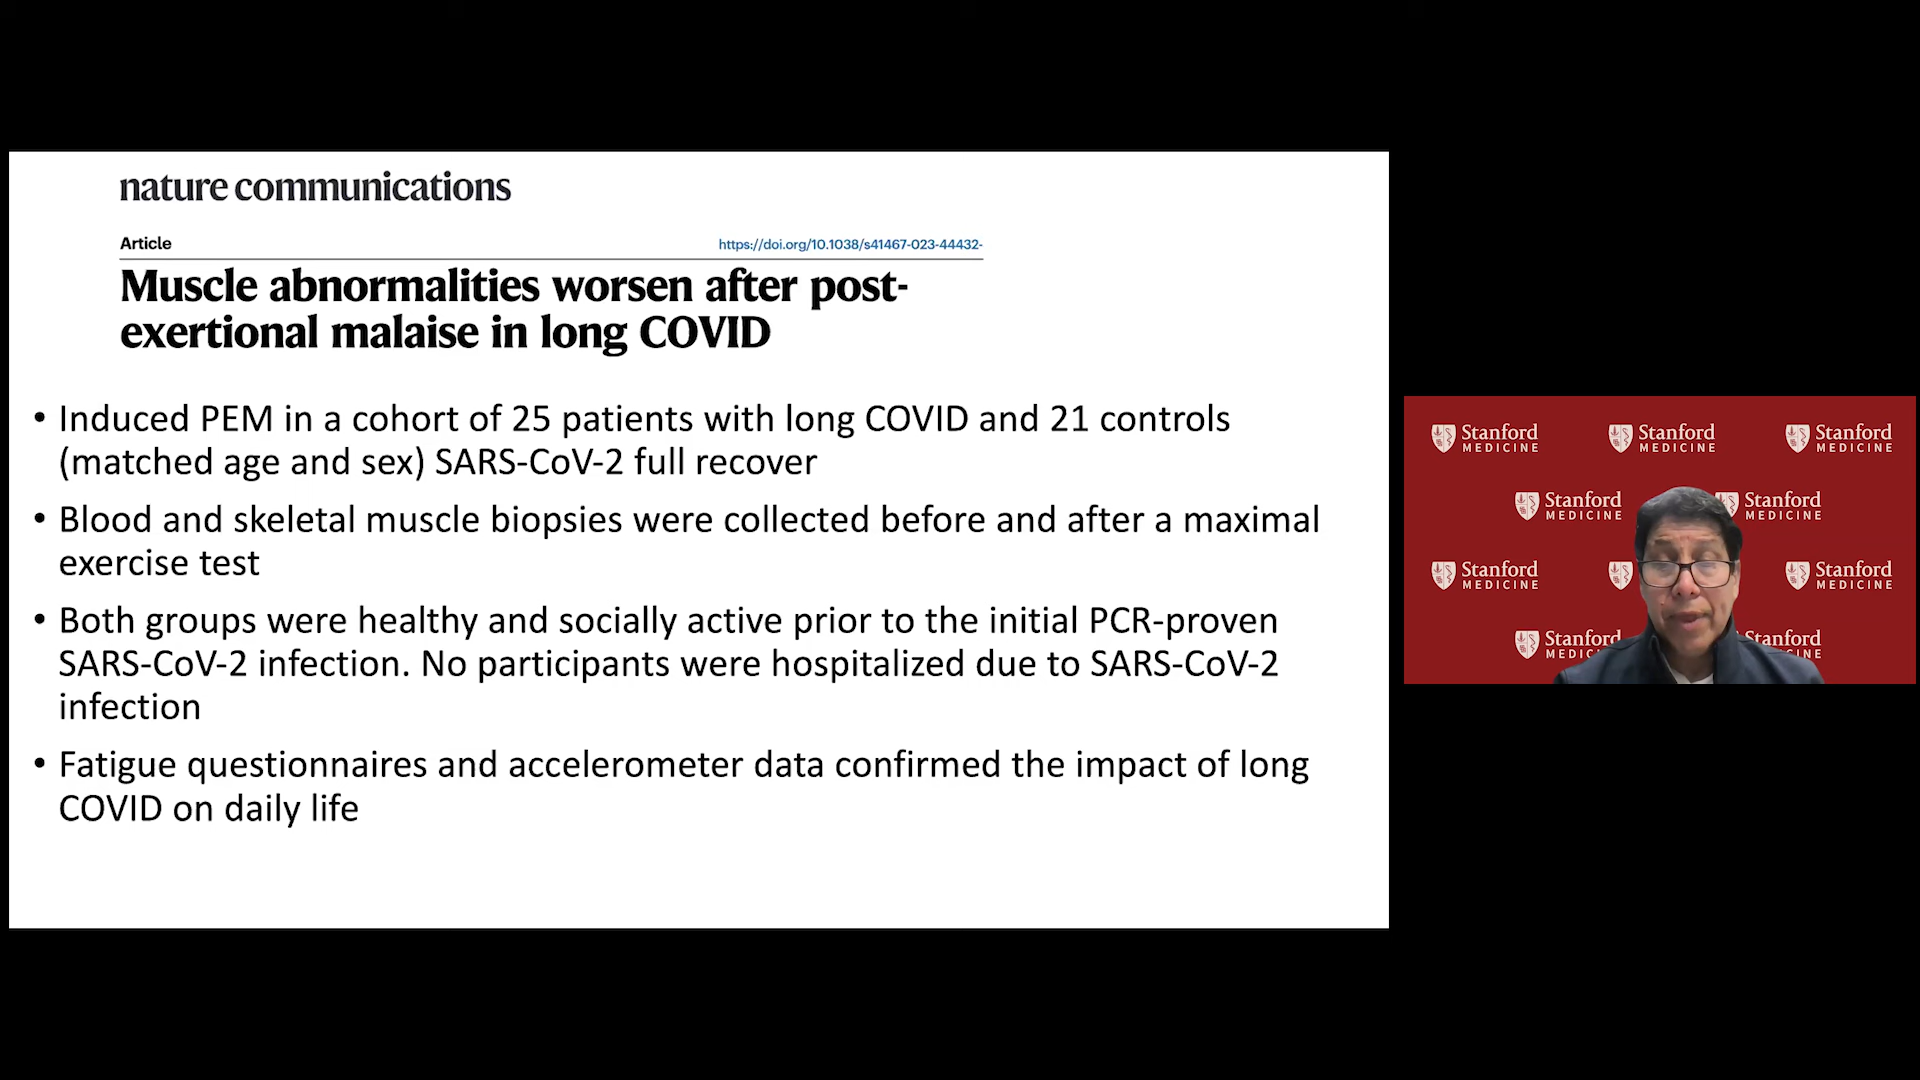 nature communications
Article
https://doi.org/10.1038/s41467-023-44432-
Muscle abnormalities worsen after post-
exertional malaise in long COVID
• Induced PEM in a cohort of 25 patients with long COVID and 21 controls
(matched age and sex) SARS-CoV-2 full recover
• Blood and skeletal muscle biopsies were collected before and after a maximal
exercise test
• Both groups were healthy and socially active prior to the initial PCR-proven
SARS-CoV-2 infection. No participants were hospitalized due to SARS-CoV-2
infection
• Fatigue questionnaires and accelerometer data confirmed the impact of long
COVID on daily life
Stanford
MEDICINE
Stanford
MEDICINE
Stanford
MEDICINE
Stanford
MEDICINE
Stanford
MEDICINE
Stanford
MEDICINE
Stanford
MEDICINE
Stanford
Stanford